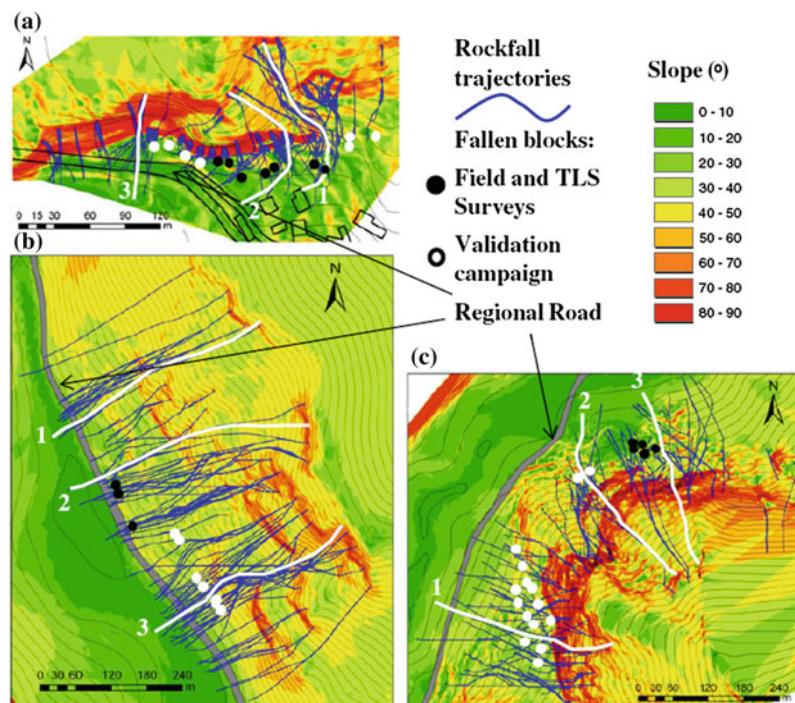 (a)
N
3
2
1
0 15 30 60 90 120
m
Rockfall
trajectories
Fallen blocks:
Field and TLS
Surveys
Validation
campaign
Regional Road
Slope (°)
0 - 10
10 - 20
20 - 30
30 - 40
40 - 50
50 - 60
60 - 70
70 - 80
80 - 90
(b)
N
1
2
3
0 30 60 120 180 240
m
(c)
N
3
2
1
0 30 60 120 180 240
m